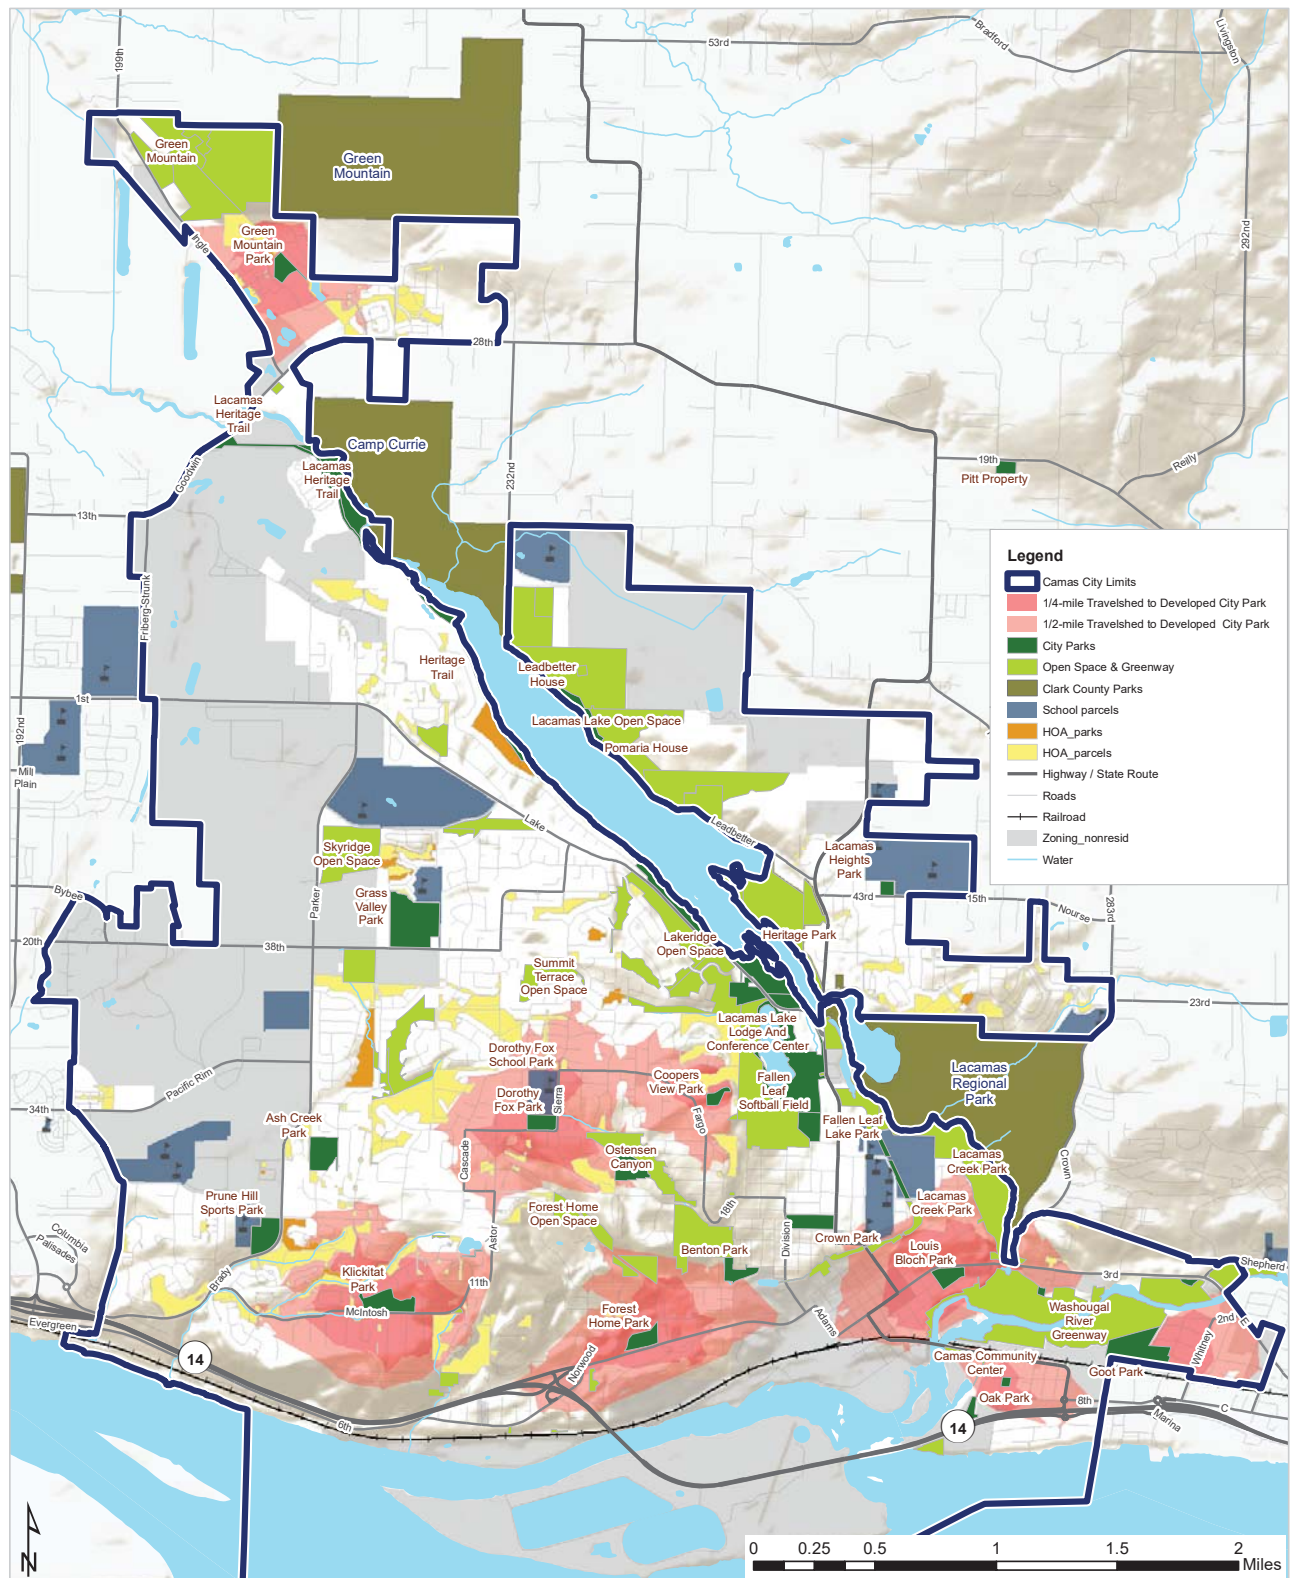 53rd
Bradford
Livingston
199th
Green
Mountain
Green
Mountain
Green
Mountain
Park
Ingle
292nd
28th
Lacamas
Heritage
Trail
Camp Currie
Lacamas
Heritage
Trail
Goodwin
232nd
19th
Reilly
Pitt Property
13th
Friberg-Strunk
Legend
Camas City Limits
1/4-mile Travelshed to Developed City Park
1/2-mile Travelshed to Developed City Park
City Parks
Open Space & Greenway
Clark County Parks
School parcels
HOA_parks
HOA_parcels
Highway / State Route
Roads
Railroad
Zoning_nonresid
Water
Heritage
Trail
Leadbetter
House
1st
192nd
Lacamas Lake Open Space
Pomaria House
Mill
Plain
Lake
Leadbetter
Skyridge
Open Space
Lacamas
Heights
Park
Parker
Grass
Valley
Park
Bybee
43rd
15th
Nourse
283rd
20th
38th
Lakeridge
Open Space
Heritage Park
Summit
Terrace
Open Space
23rd
Lacamas Lake
Lodge And
Conference Center
Dorothy Fox
School Park
Pacific Rim
Coopers
View Park
Fallen
Leaf
Softball Field
Lacamas
Regional
Park
Dorothy
Fox Park
Sierra
Fargo
34th
Ash Creek
Park
Fallen Leaf
Lake Park
Cascade
Ostensen
Canyon
Lacamas
Creek Park
Crown
Prune Hill
Sports Park
Lacamas
Creek Park
Forest Home
Open Space
18th
Columbia
Palisades
Astor
Benton Park
Division
Crown Park
Louis
Bloch Park
Shepherd
Brady
Klickitat
Park
11th
3rd
McIntosh
Forest
Home Park
Washougal
River
Greenway
2nd
E
Evergreen
Adams
Whitney
14
Norwood
Camas Community
Center
Goot Park
Oak Park
8th
C
Marina
6th
14
N
0 0.25 0.5 1 1.5 2
Miles